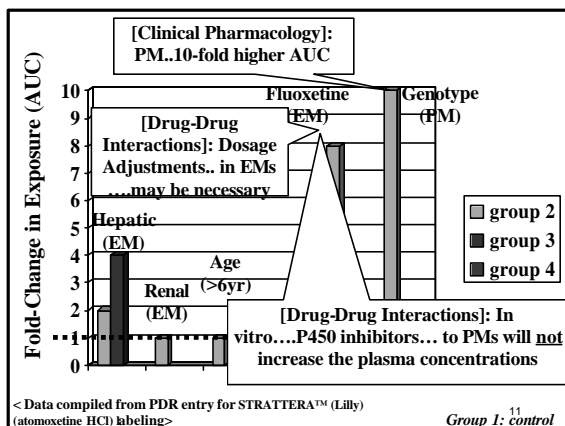 [Clinical Pharmacology]:
PM..10-fold higher AUC
Fold-Change in Exposure (AUC)
10
9
8
7
6
5
4
3
2
1
0
Fluoxetine
(EM)
Genotype
(PM)
[Drug-Drug
Interactions]: Dosage
Adjustments.. in EMs
….may be necessary
Hepatic
(EM)
Renal
(EM)
Age
(>6yr)
group 2
group 3
group 4
[Drug-Drug Interactions]: In
vitro….P450 inhibitors… to PMs will not
increase the plasma concentrations
< Data compiled from PDR entry for STRATTERA™ (Lilly)
(atomoxetine HCl) labeling>
11
Group 1: control